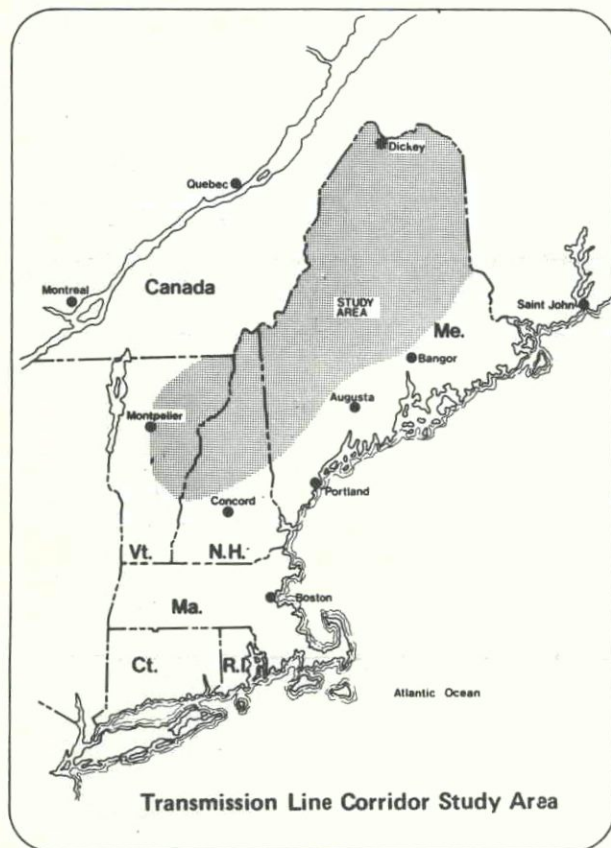 Dickey
Quebec
Montreal
Canada
STUDY
AREA
Saint John
Me.
Bangor
Augusta
Montpelier
Portland
Concord
Vt.
N.H.
Boston
Ma.
Ct.
R.I.
Atlantic Ocean
Transmission Line Corridor Study Area